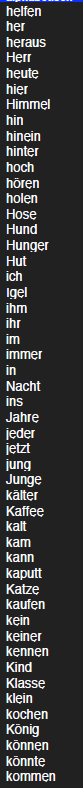 helfen
her
heraus
Herr
heute
hier
Himmel
hin
hinein
hinter
hoch
hören
holen
Hose
Hund
Hunger
Hut
ich
Igel
ihm
ihr
im
immer
in
Nacht
ins
Jahre
jeder
jetzt
jung
Junge
kälter
Kaffee
kalt
kam
kann
kaputt
Katze
kaufen
kein
keiner
kennen
Kind
Klasse
klein
kochen
König
können
könnte
kommen